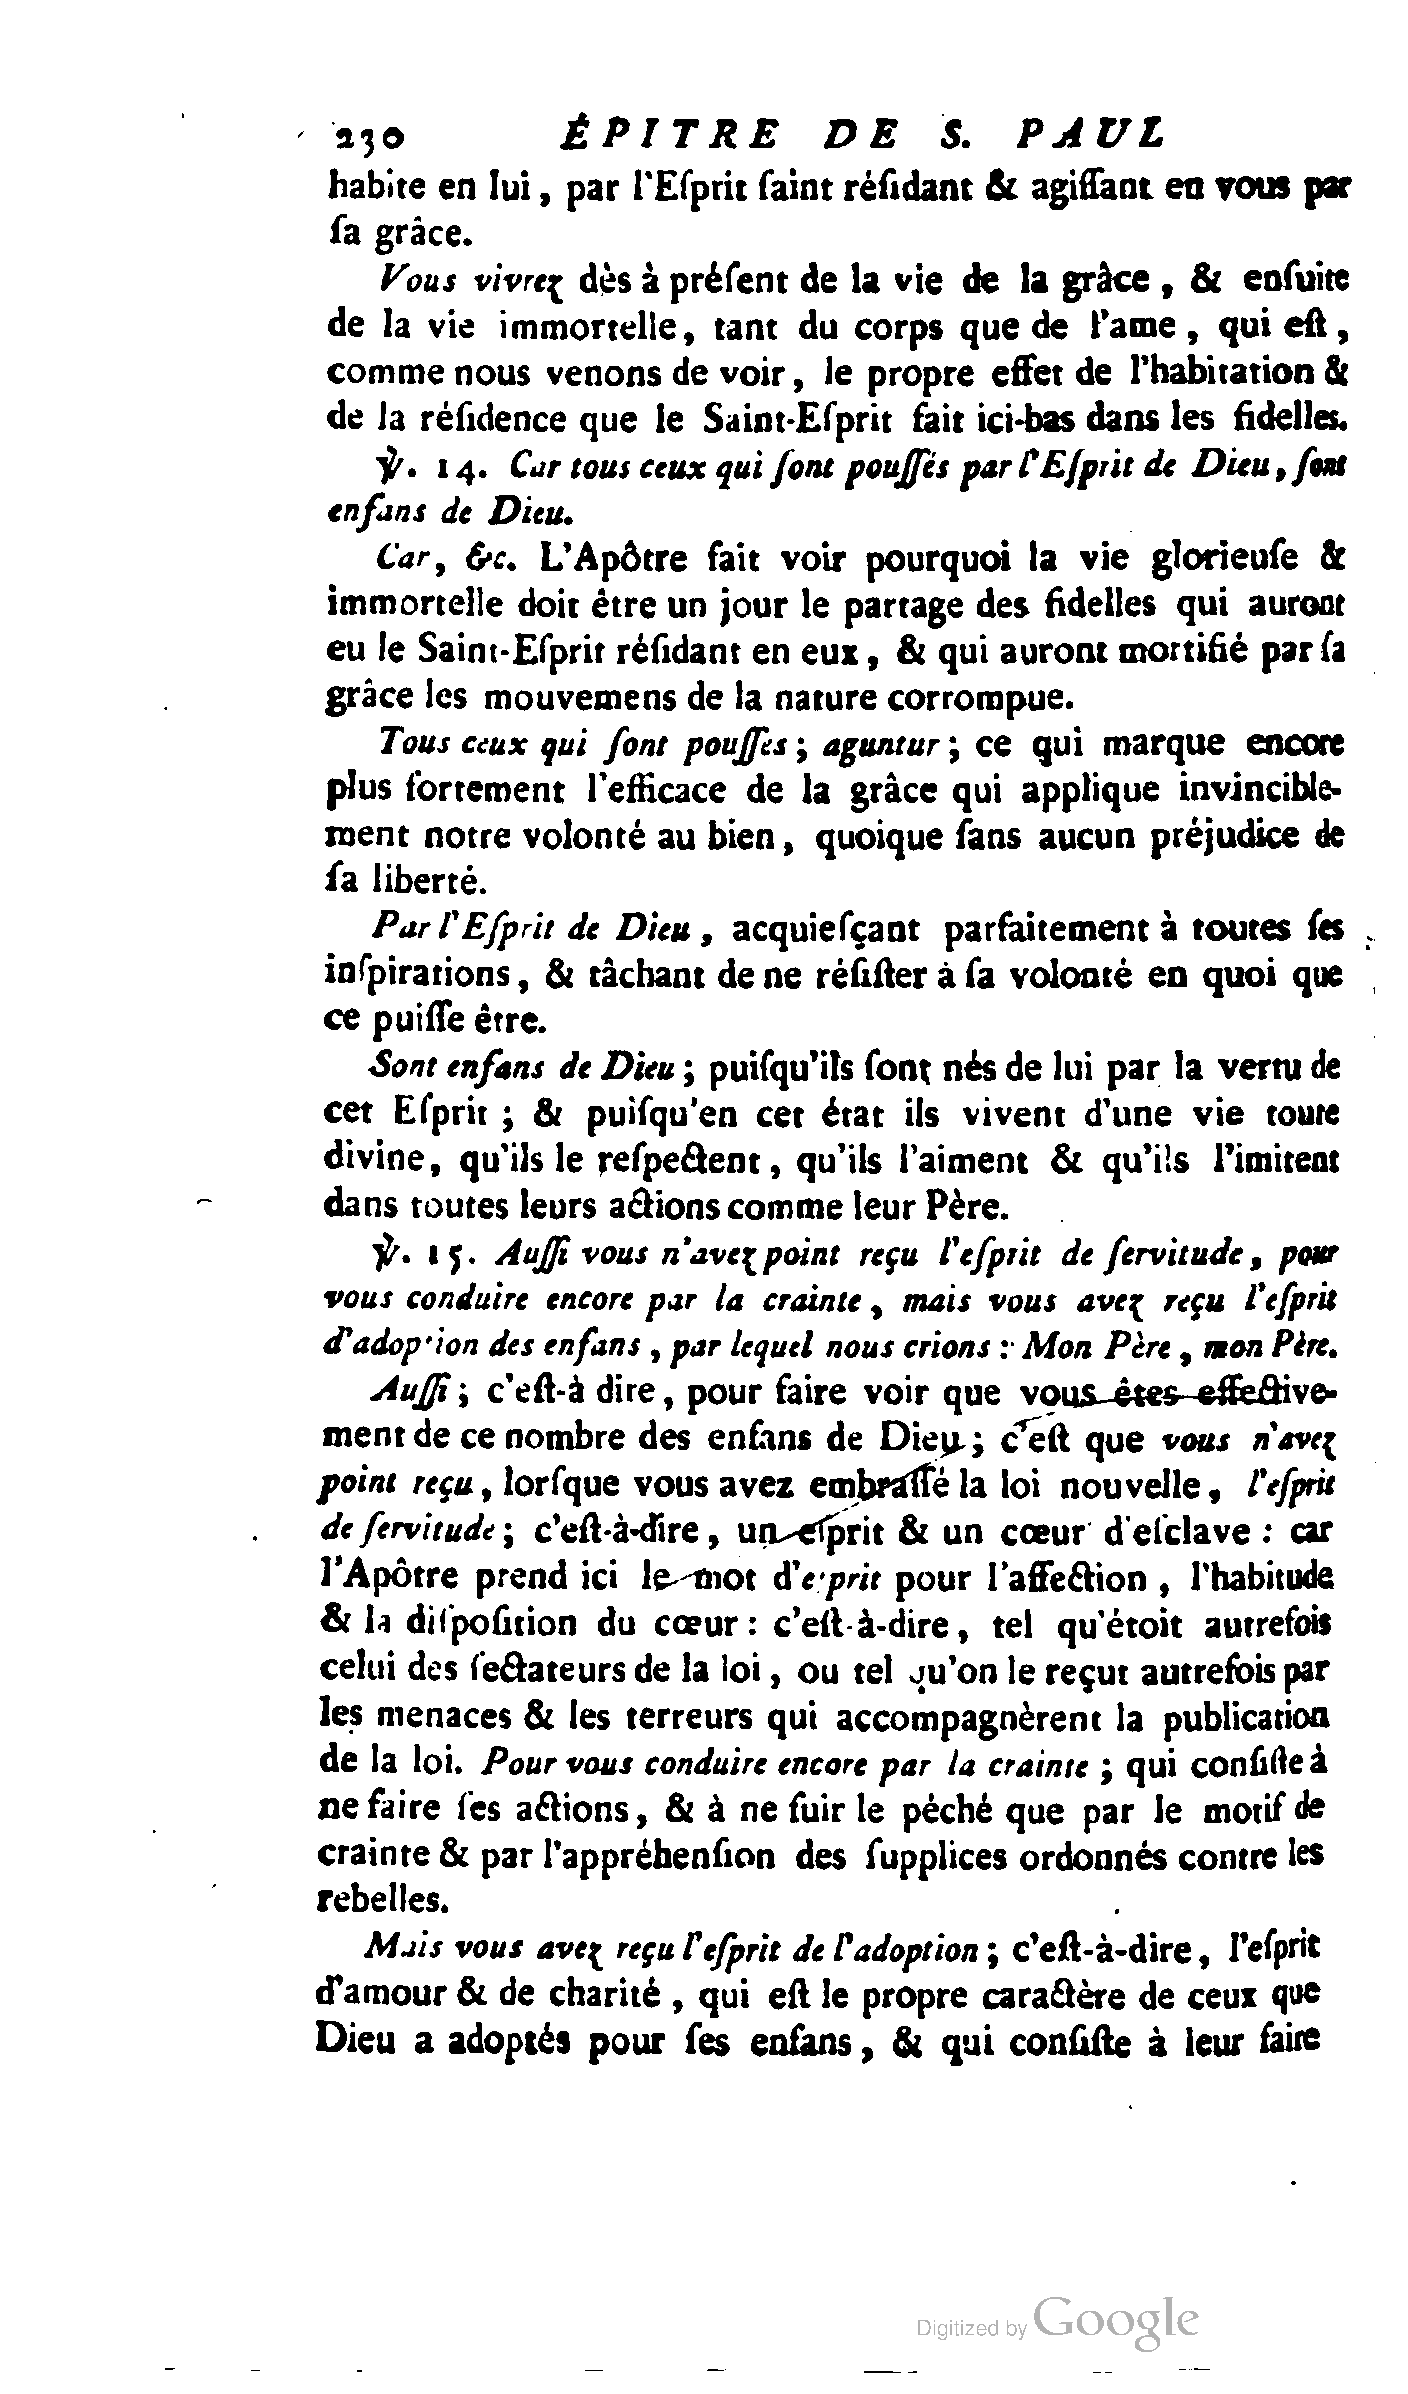 230 ÉPITRE DE S. PAUL
habite en lui, par l'Eſprit ſaint réſidant & agiſſant en vous par
ſa grâce.
Vous vivrez dès à préſent de la vie de la grâce, & enſuite
de la vie immortelle, tant du corps que de l'ame, qui eſt,
comme nous venons de voir, le propre effet de l'habitation &
de la réſidence que le Saint-Eſprit fait ici-bas dans les fidelles.
℣. 14. Car tous ceux qui ſont pouſſés par l'Eſprit de Dieu, ſont
enfans de Dieu.
Car, &c. L'Apôtre fait voir pourquoi la vie glorieuſe &
immortelle doit être un jour le partage des fidelles qui auront
eu le Saint-Eſprit réſidant en eux, & qui auront mortifié par ſa
grâce les mouvemens de la nature corrompue.
Tous ceux qui ſont pouſſés; aguntur; ce qui marque encore
plus fortement l'efficace de la grâce qui applique invincible-
ment notre volonté au bien, quoique ſans aucun préjudice de
ſa liberté.
Par l'Eſprit de Dieu, acquieſçant parfaitement à toutes ſes
inſpirations, & tâchant de ne réſiſter à ſa volonté en quoi que
ce puiſſe être.
Sont enfans de Dieu; puiſqu'ils ſont nés de lui par la vertu de
cet Eſprit; & puiſqu'en cet état ils vivent d'une vie toute
divine, qu'ils le reſpectent, qu'ils l'aiment & qu'ils l'imitent
dans toutes leurs actions comme leur Père.
℣. 15. Auſſi vous n'avez point reçu l'eſprit de ſervitude, pour
vous conduire encore par la crainte, mais vous avez reçu l'eſprit
d'adoption des enfans, par lequel nous crions: Mon Père, mon Père.
Auſſi; c'eſt-à dire, pour faire voir que vous êtes effective-
ment de ce nombre des enfans de Dieu; c'eſt que vous n'avez
point reçu, lorſque vous avez embraſſé la loi nouvelle, l'eſprit
de ſervitude; c'eſt-à-dire, un eſprit & un cœur d'eſclave: car
l'Apôtre prend ici le mot d'eſprit pour l'affection, l'habitude
& la diſpoſition du cœur: c'eſt-à-dire, tel qu'étoit autrefois
celui des ſectateurs de la loi, ou tel qu'on le reçut autrefois par
les menaces & les terreurs qui accompagnèrent la publication
de la loi. Pour vous conduire encore par la crainte; qui conſiſte à
ne faire ſes actions, & à ne fuir le péché que par le motif de
crainte & par l'appréhenſion des ſupplices ordonnés contre les
rebelles.
Mais vous avez reçu l'eſprit de l'adoption; c'eſt-à-dire, l'eſprit
d'amour & de charité, qui eſt le propre caractère de ceux que
Dieu a adoptés pour ſes enfans, & qui conſiſte à leur faire
Digitized by Google